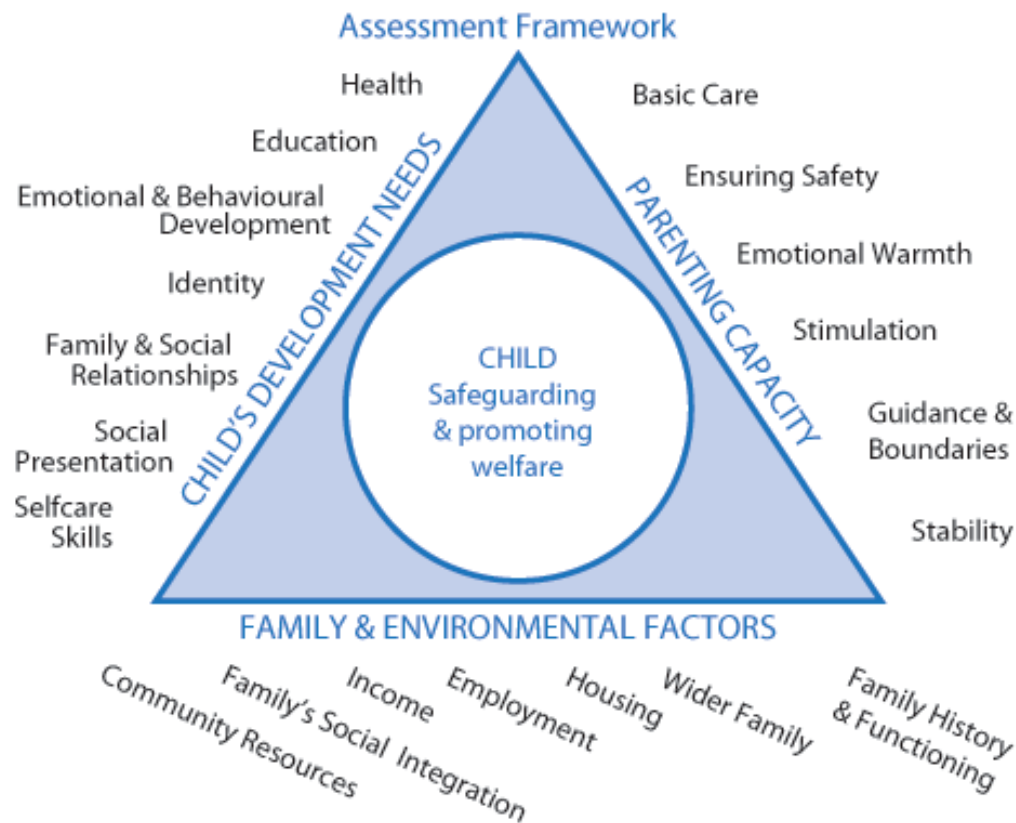 Assessment Framework
Health
Education
Emotional & Behavioural
Development
Identity
Family & Social
Relationships
Social
Presentation
Selfcare
Skills
CHILD'S DEVELOPMENT NEEDS
CHILD
Safeguarding
& promoting
welfare
PARENTING CAPACITY
Basic Care
Ensuring Safety
Emotional Warmth
Stimulation
Guidance &
Boundaries
Stability
FAMILY & ENVIRONMENTAL FACTORS
Community Resources
Family's Social Integration
Income
Employment
Housing
Wider Family
Family History
& Functioning